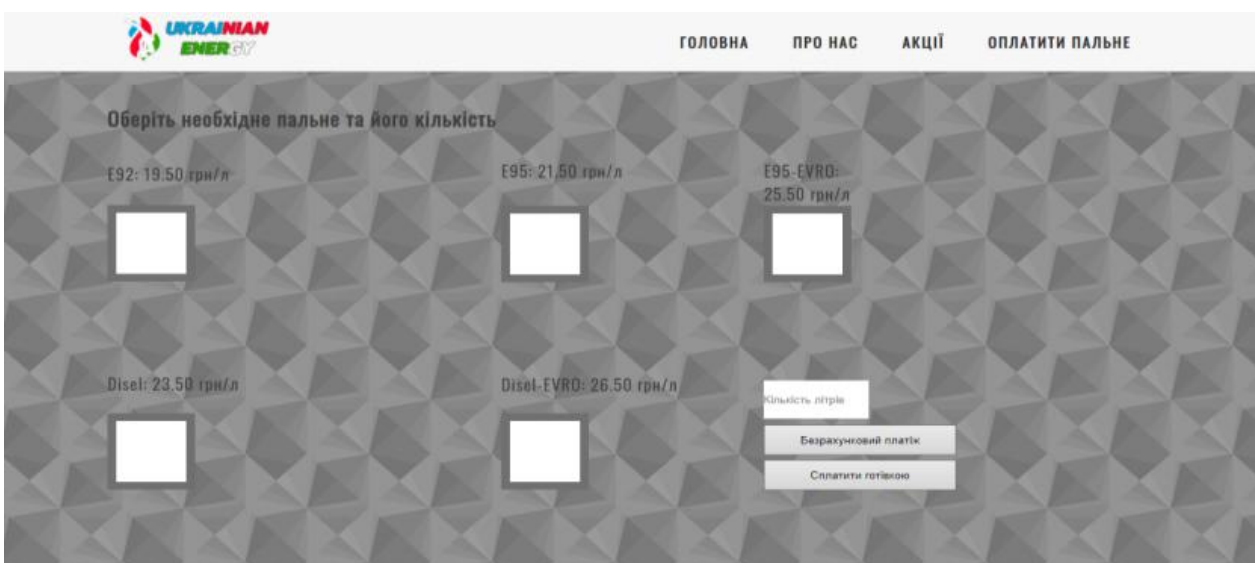 UKRAINIAN
ENERGY
ГОЛОВНА ПРО НАС АКЦІЇ ОПЛАТИТИ ПАЛЬНЕ
Оберіть необхідне пальне та його кількість
E92: 19.50 грн/л
E95: 21.50 грн/л
E95-EVRO:
25.50 грн/л
Disel: 23.50 грн/л
Disel-EVRO: 26.50 грн/л
Кількість літрів
Безрахунковий платіж
Сплатити готівкою